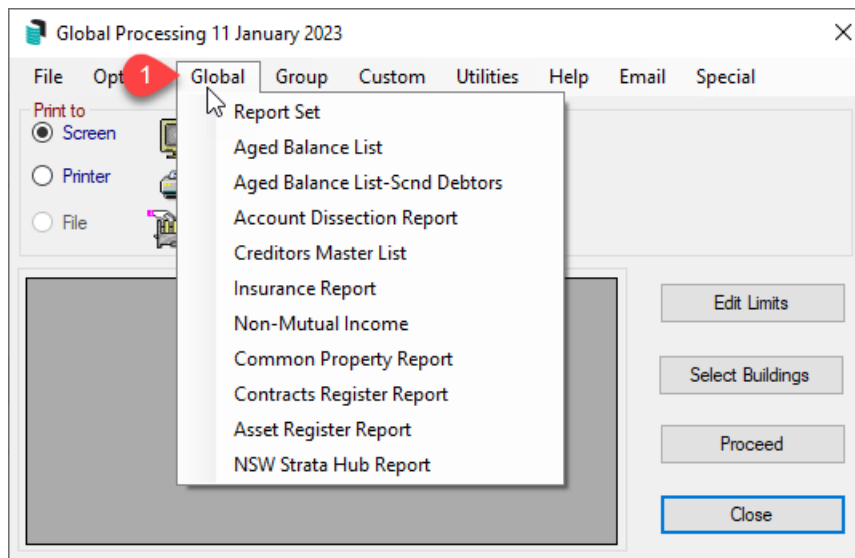 Global Processing 11 January 2023
File Opt 1 Global Group Custom Utilities Help Email Special
Print to
Screen
Printer
File
Report Set
Aged Balance List
Aged Balance List-Scnd Debtors
Account Dissection Report
Creditors Master List
Insurance Report
Non-Mutual Income
Common Property Report
Contracts Register Report
Asset Register Report
NSW Strata Hub Report
Edit Limits
Select Buildings
Proceed
Close